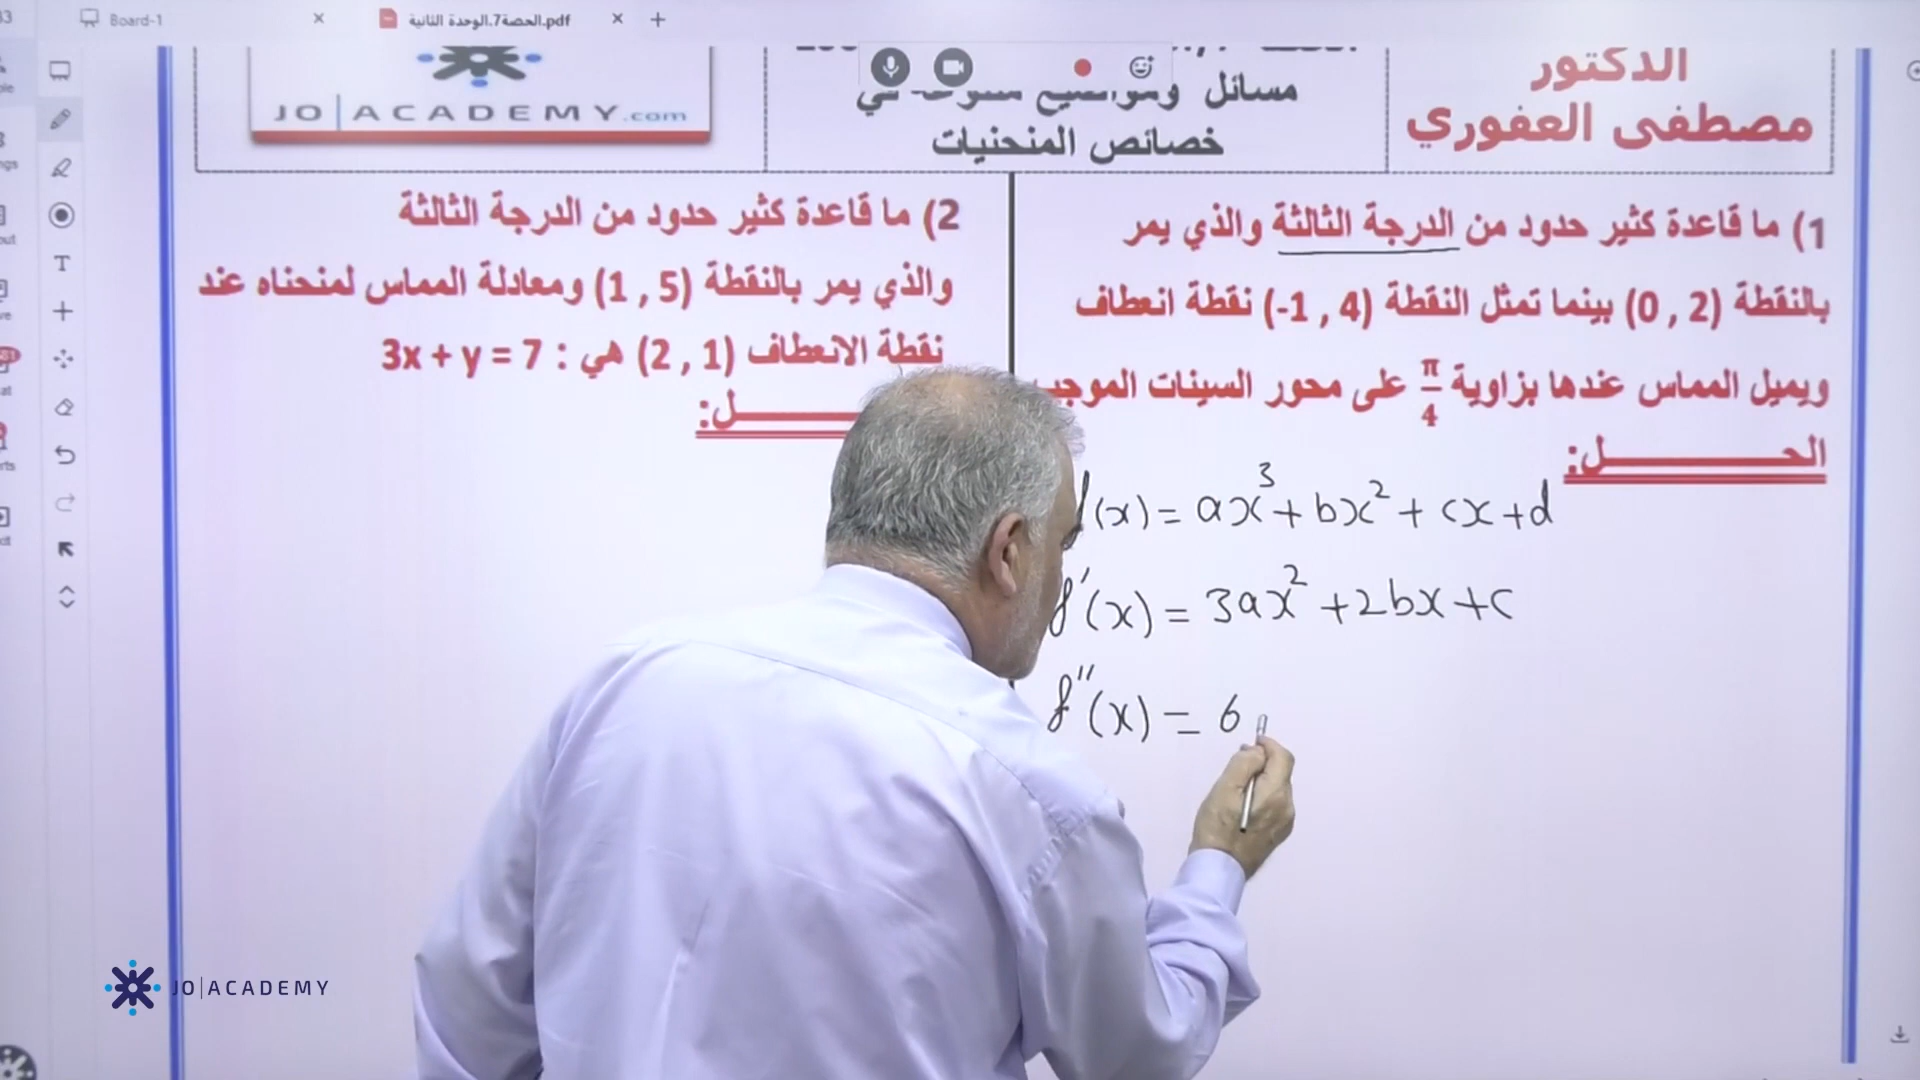 Board-1
الحصة7.الوحدة الثانية.pdf
JO|ACADEMY.com
مسائل
خصائص المنحنيات
الدكتور
مصطفى العفوري
1) ما قاعدة كثير حدود من الدرجة الثالثة والذي يمر
بالنقطة (2 , 0) بينما تمثل النقطة (4 , 1-) نقطة انعطاف
ويميل المماس عندها بزاوية π/4 على محور السينات الموجب
الحـــــــــل:
f(x) = ax³ + bx² + cx + d
f'(x) = 3ax² + 2bx + c
f''(x) = 6
2) ما قاعدة كثير حدود من الدرجة الثالثة
والذي يمر بالنقطة (5 , 1) ومعادلة المماس لمنحناه عند
نقطة الانعطاف (1 , 2) هي : 3x + y = 7
ـــــــل:
JO|ACADEMY